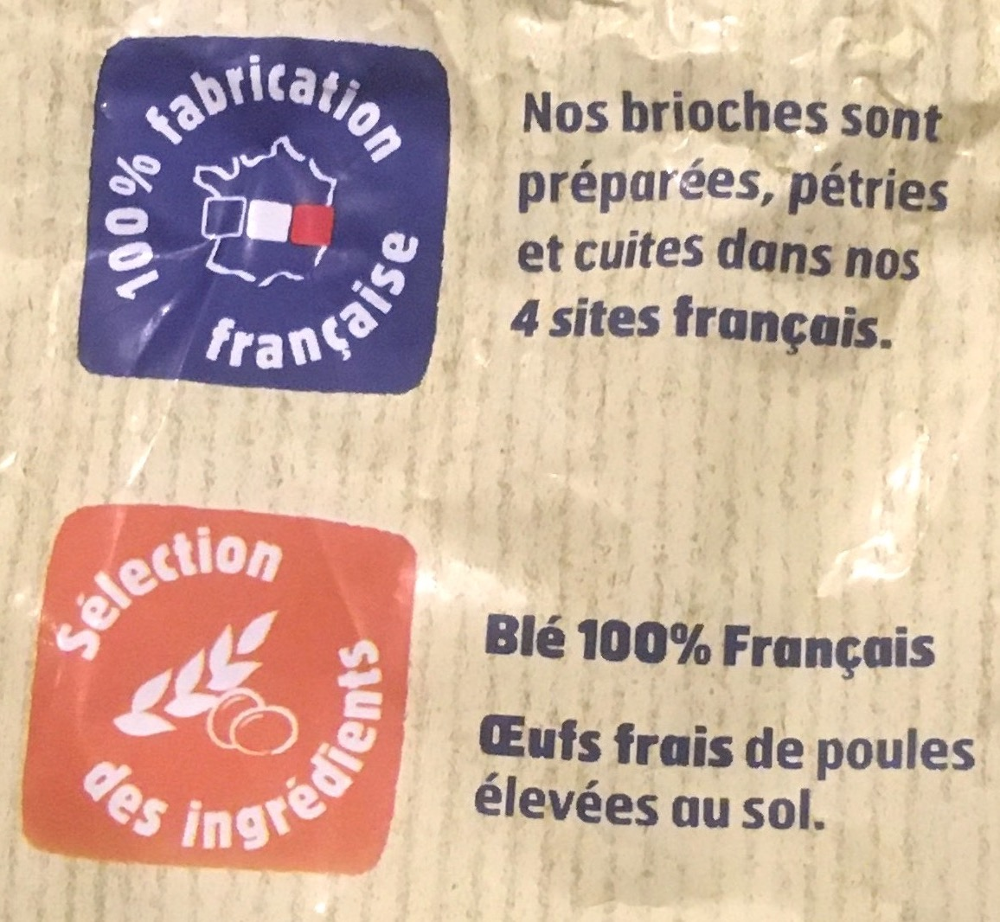 100% fabrication
française
Nos brioches sont
préparées, pétries
et cuites dans nos
4 sites français.
Sélection
des ingrédients
Blé 100% Français
Œufs frais de poules
élevées au sol.